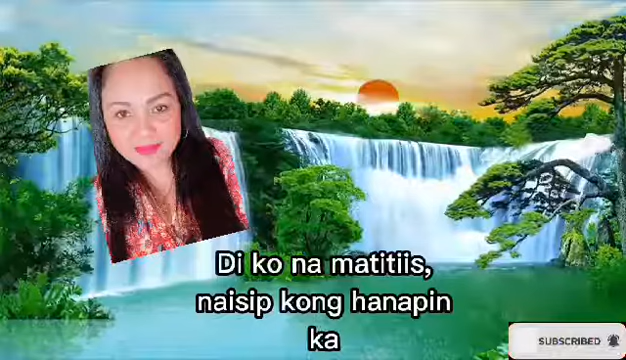 Di ko na matitiis,
naisip kong hanapin
ka
SUBSCRIBED